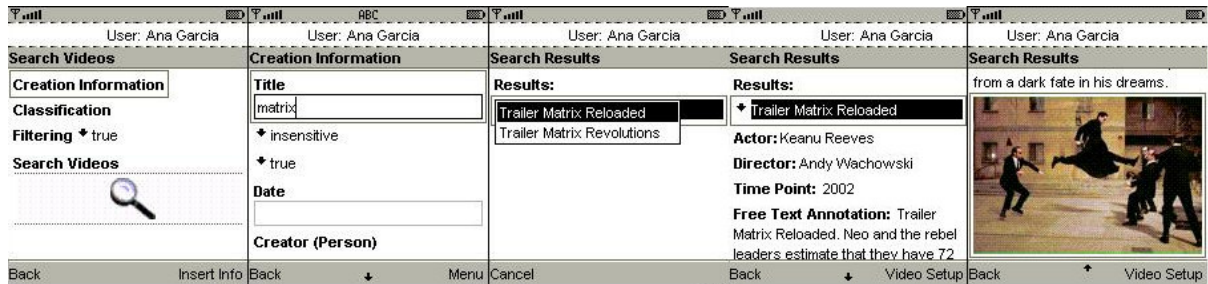 User: Ana Garcia
Search Videos
Creation Information
Classification
Filtering true
Search Videos
Back Insert Info
ABC
User: Ana Garcia
Creation Information
Title
matrix
insensitive
true
Date
Creator (Person)
Back Menu
User: Ana Garcia
Search Results
Results:
Trailer Matrix Reloaded
Trailer Matrix Revolutions
Cancel
User: Ana Garcia
Search Results
Results:
Trailer Matrix Reloaded
Actor: Keanu Reeves
Director: Andy Wachowski
Time Point: 2002
Free Text Annotation: Trailer
Matrix Reloaded. Neo and the rebel
leaders estimate that they have 72
Back Video Setup
User: Ana Garcia
Search Results
from a dark fate in his dreams.
Back Video Setup